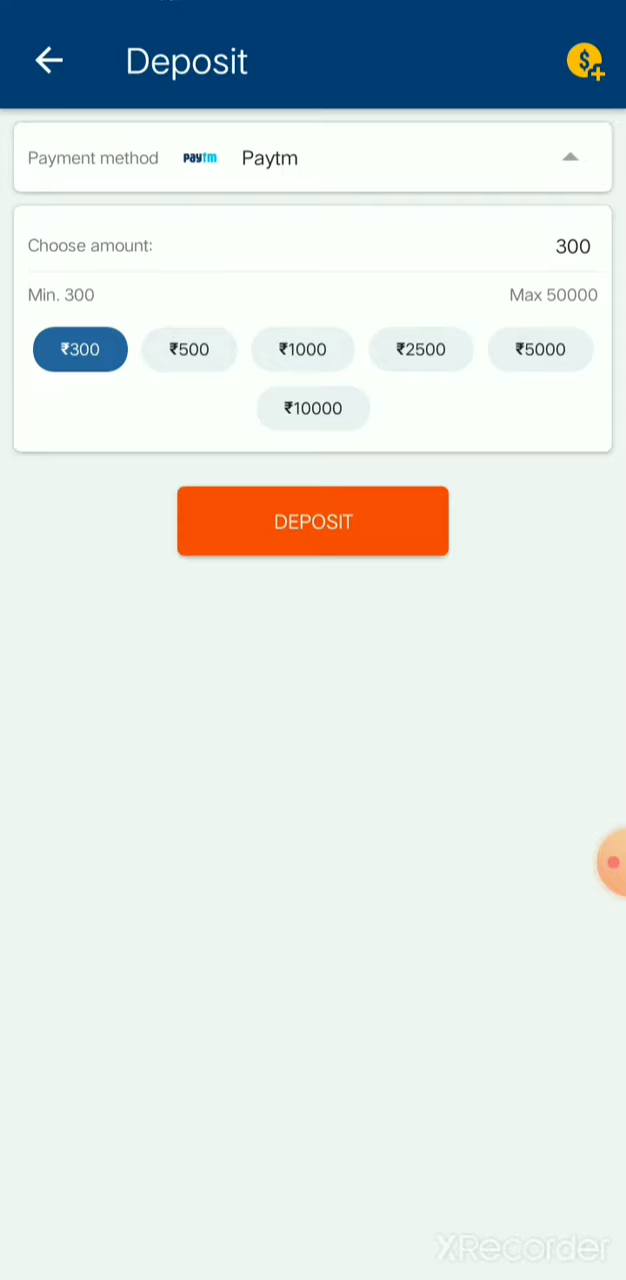 Deposit
Payment method paytm Paytm
Choose amount: 300
Min. 300 Max 50000
₹300 ₹500 ₹1000 ₹2500 ₹5000
₹10000
DEPOSIT
XRecorder